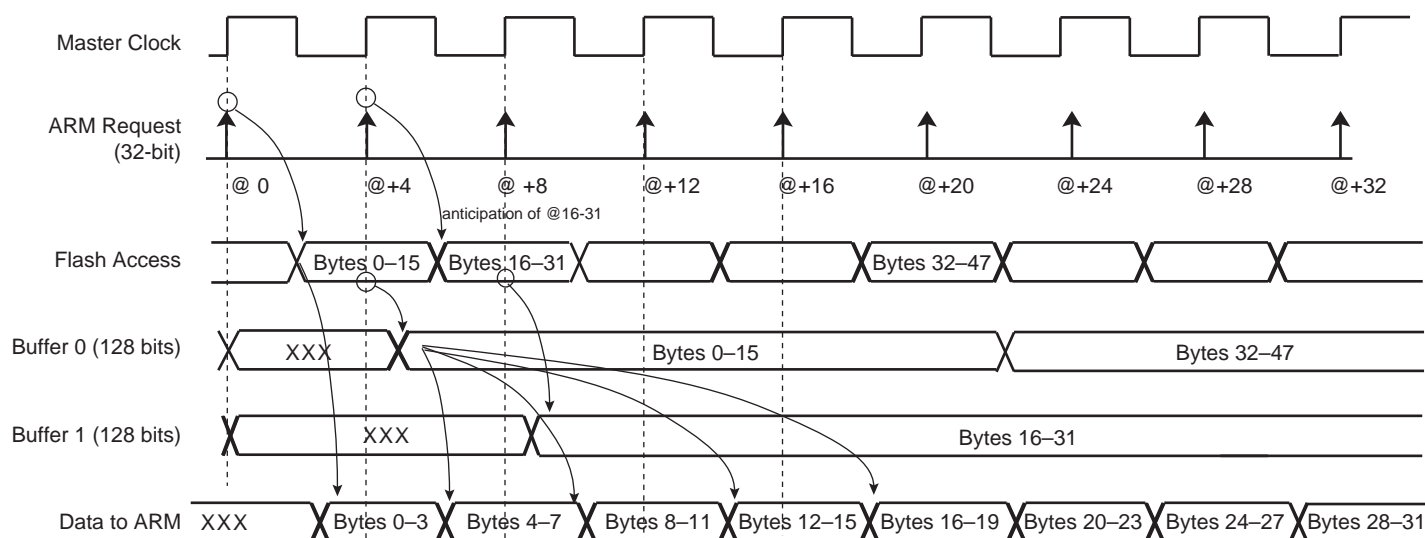 Master Clock
ARM Request
(32-bit)
@ 0 @+4 @ +8 @+12 @+16 @+20 @+24 @+28 @+32
anticipation of @16-31
Flash Access Bytes 0–15 Bytes 16–31 Bytes 32–47
Buffer 0 (128 bits) XXX Bytes 0–15 Bytes 32–47
Buffer 1 (128 bits) XXX Bytes 16–31
Data to ARM XXX Bytes 0–3 Bytes 4–7 Bytes 8–11 Bytes 12–15 Bytes 16–19 Bytes 20–23 Bytes 24–27 Bytes 28–31